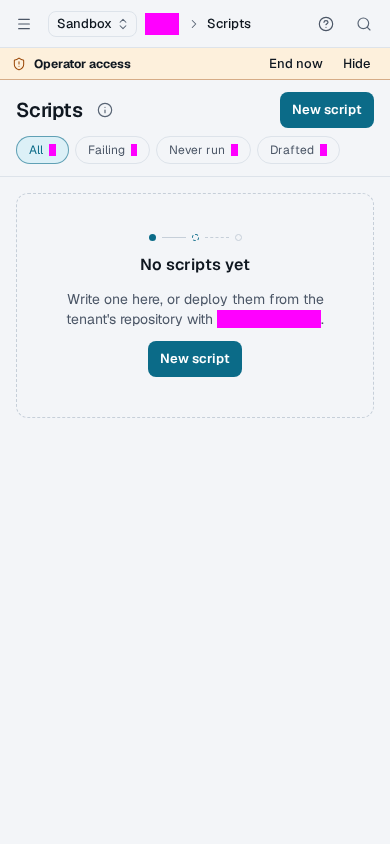 Sandbox Scripts
Operator access End now Hide
Scripts New script
All Failing Never run Drafted
No scripts yet
Write one here, or deploy them from the
tenant's repository with .
New script